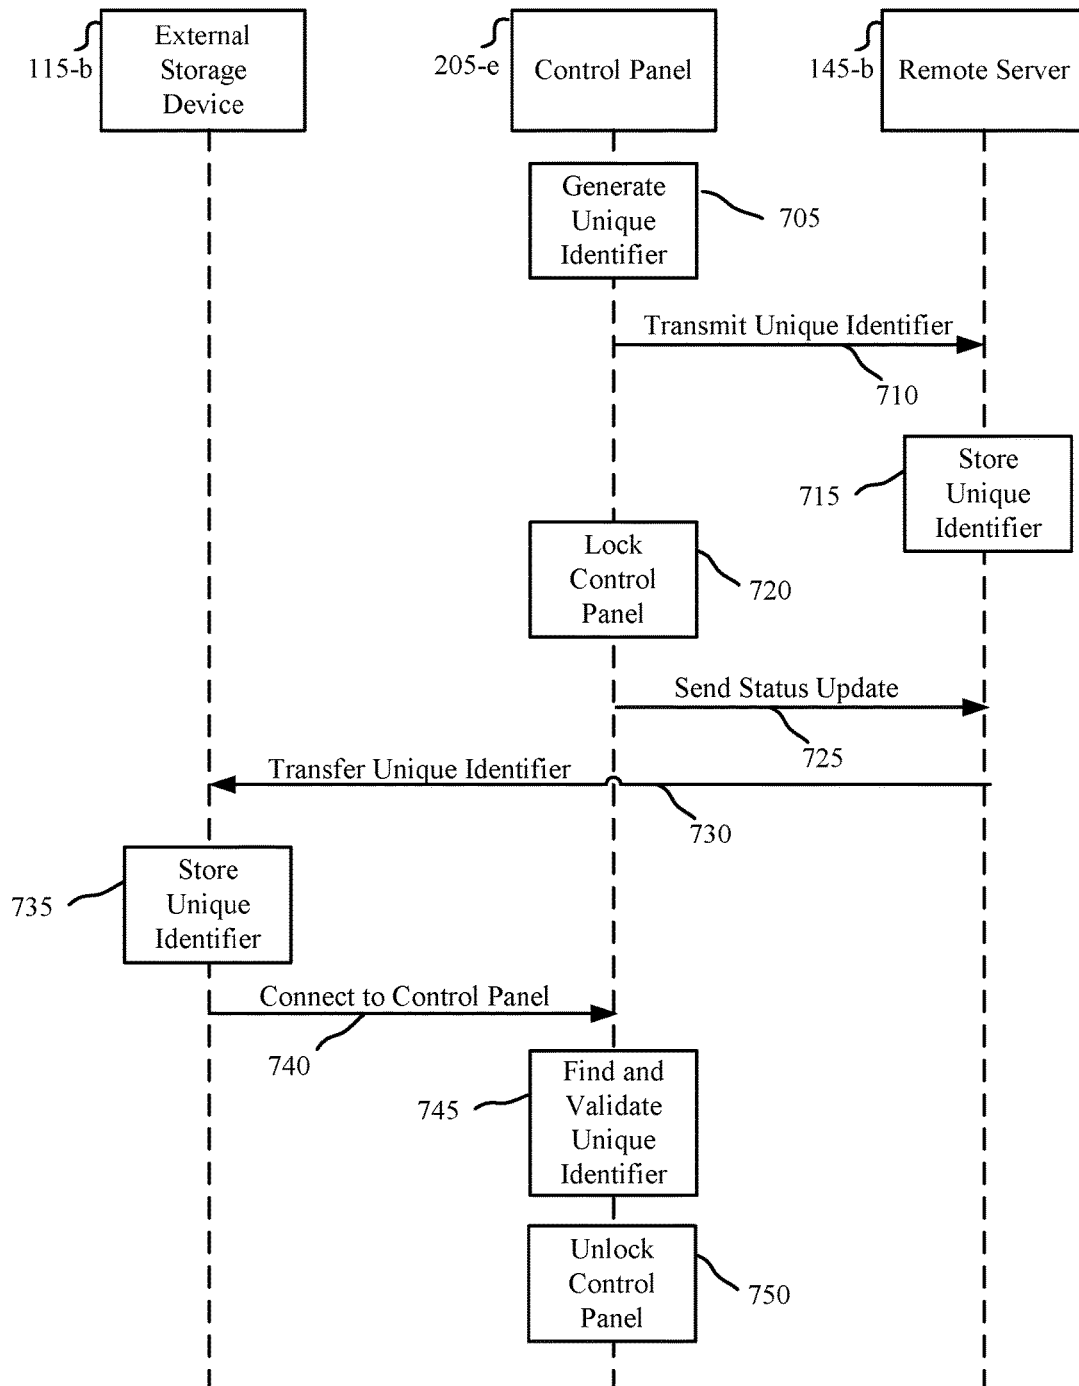 115-b
External
Storage
Device
205-e
Control Panel
145-b
Remote Server
Generate
Unique
Identifier
705
Transmit Unique Identifier
710
Store
Unique
Identifier
715
Lock
Control
Panel
720
Send Status Update
725
Transfer Unique Identifier
730
Store
Unique
Identifier
735
Connect to Control Panel
740
Find and
Validate
Unique
Identifier
745
Unlock
Control
Panel
750